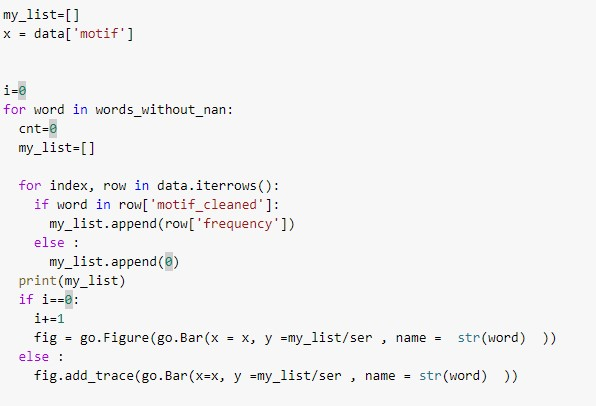 my_list=[]
x = data['motif']
i=0
for word in words_without_nan:
  cnt=0
  my_list=[]
  for index, row in data.iterrows():
    if word in row['motif_cleaned']:
      my_list.append(row['frequency'])
    else :
      my_list.append(0)
  print(my_list)
  if i==0:
    i+=1
    fig = go.Figure(go.Bar(x = x, y =my_list/ser , name =  str(word)  ))
  else :
    fig.add_trace(go.Bar(x=x, y =my_list/ser , name = str(word)  ))